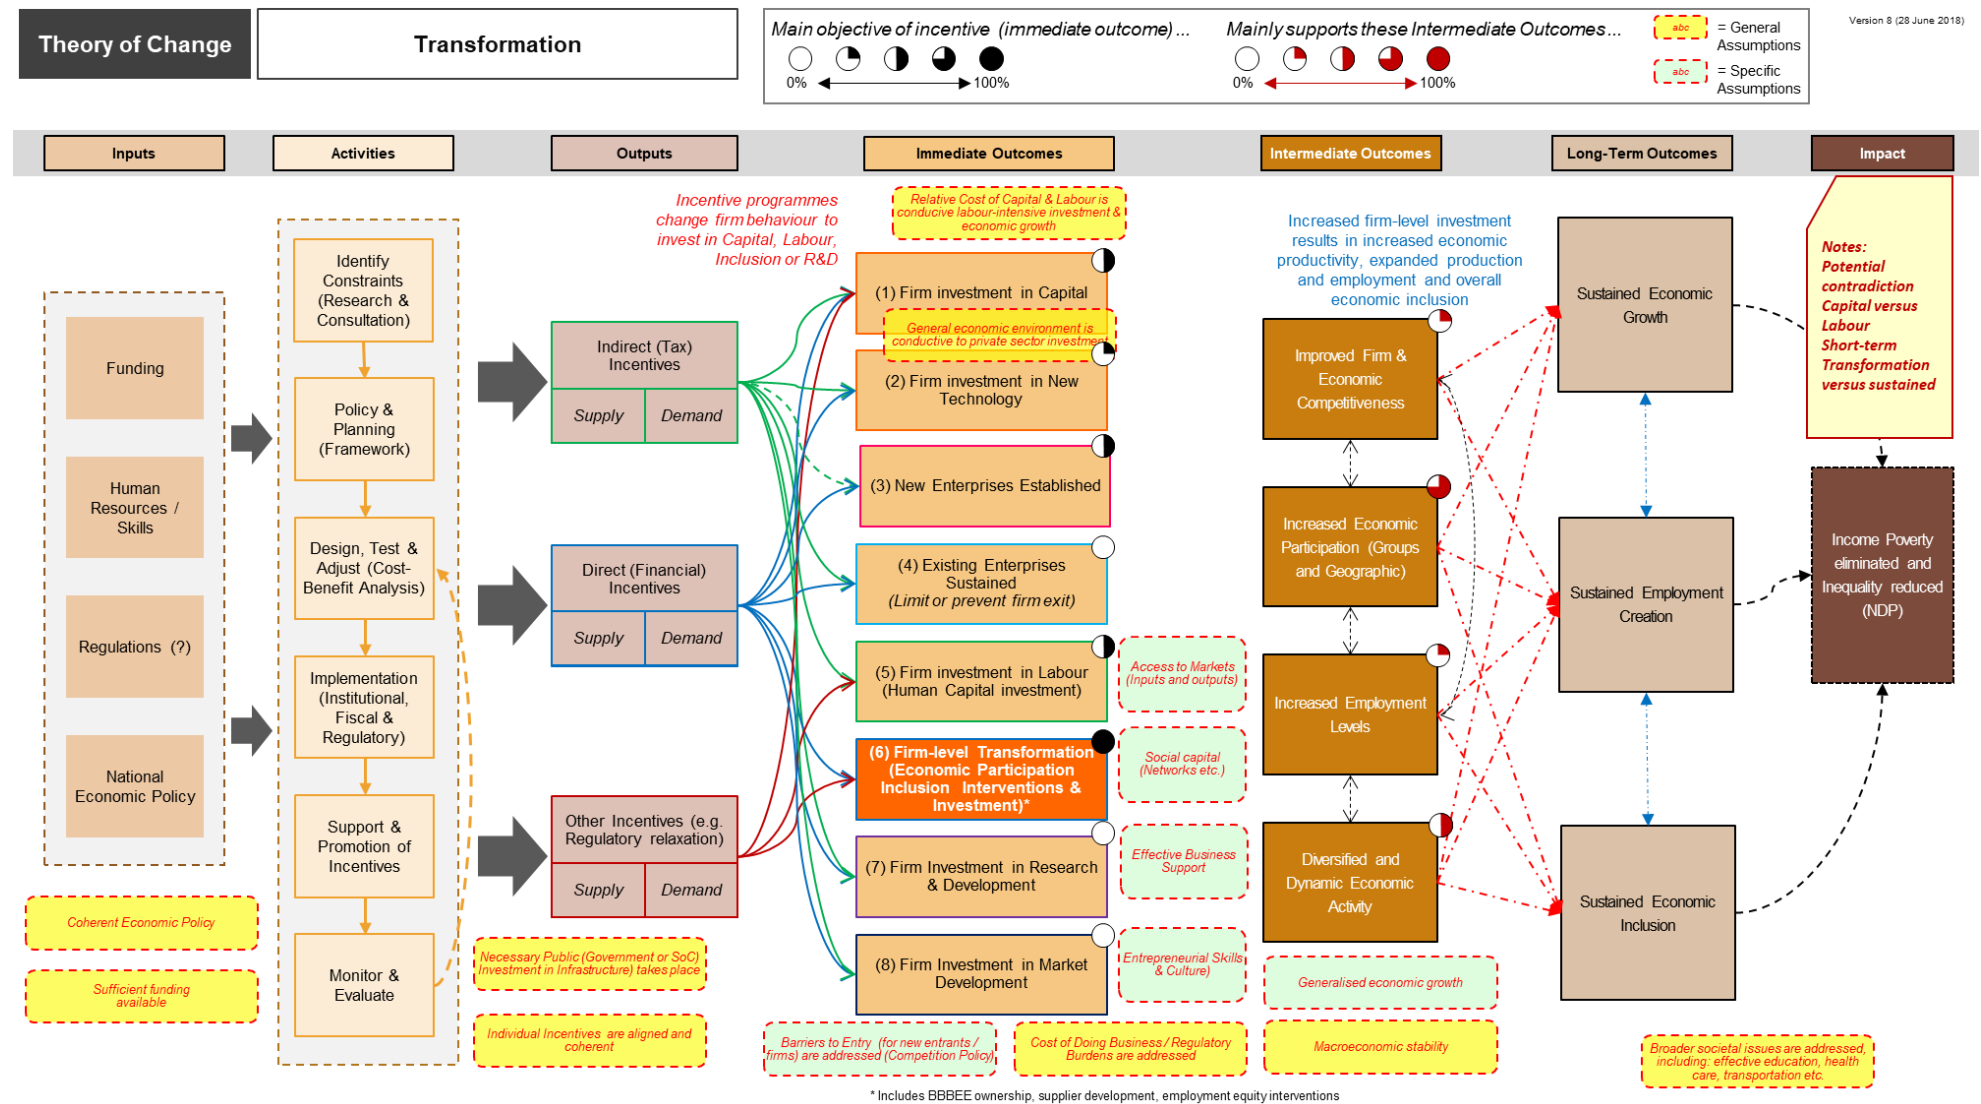 Theory of Change
Transformation
Main objective of incentive (immediate outcome) ...
0%
100%
Mainly supports these Intermediate Outcomes...
0%
100%
abc
= General
Assumptions
abc
= Specific
Assumptions
Version 8 (28 June 2018)
Inputs
Activities
Outputs
Immediate Outcomes
Intermediate Outcomes
Long-Term Outcomes
Impact
Funding
Human
Resources /
Skills
Regulations (?)
National
Economic Policy
Coherent Economic Policy
Sufficient funding
available
Identify
Constraints
(Research &
Consultation)
Policy &
Planning
(Framework)
Design, Test &
Adjust (Cost-
Benefit Analysis)
Implementation
(Institutional,
Fiscal &
Regulatory)
Support &
Promotion of
Incentives
Monitor &
Evaluate
Incentive programmes
change firm behaviour to
invest in Capital, Labour,
Inclusion or R&D
Indirect (Tax)
Incentives
Supply
Demand
Direct (Financial)
Incentives
Supply
Demand
Other Incentives (e.g.
Regulatory relaxation)
Supply
Demand
Necessary Public (Government or SoC)
Investment in Infrastructure) takes place
Individual Incentives are aligned and
coherent
Relative Cost of Capital & Labour is
conducive labour-intensive investment &
economic growth
(1) Firm investment in Capital
General economic environment is
conductive to private sector investment
(2) Firm investment in New
Technology
(3) New Enterprises Established
(4) Existing Enterprises
Sustained
(Limit or prevent firm exit)
(5) Firm investment in Labour
(Human Capital investment)
(6) Firm-level Transformation
(Economic Participation
Inclusion Interventions &
Investment)*
(7) Firm Investment in Research
& Development
(8) Firm Investment in Market
Development
Access to Markets
(Inputs and outputs)
Social capital
(Networks etc.)
Effective Business
Support
Entrepreneurial Skills
& Culture)
Barriers to Entry (for new entrants /
firms) are addressed (Competition Policy)
Cost of Doing Business / Regulatory
Burdens are addressed
Increased firm-level investment
results in increased economic
productivity, expanded production
and employment and overall
economic inclusion
Improved Firm &
Economic
Competitiveness
Increased Economic
Participation (Groups
and Geographic)
Increased Employment
Levels
Diversified and
Dynamic Economic
Activity
Generalised economic growth
Macroeconomic stability
Sustained Economic
Growth
Sustained Employment
Creation
Sustained Economic
Inclusion
Notes:
Potential
contradiction
Capital versus
Labour
Short-term
Transformation
versus sustained
Income Poverty
eliminated and
Inequality reduced
(NDP)
Broader societal issues are addressed,
including: effective education, health
care, transportation etc.
* Includes BBBEE ownership, supplier development, employment equity interventions